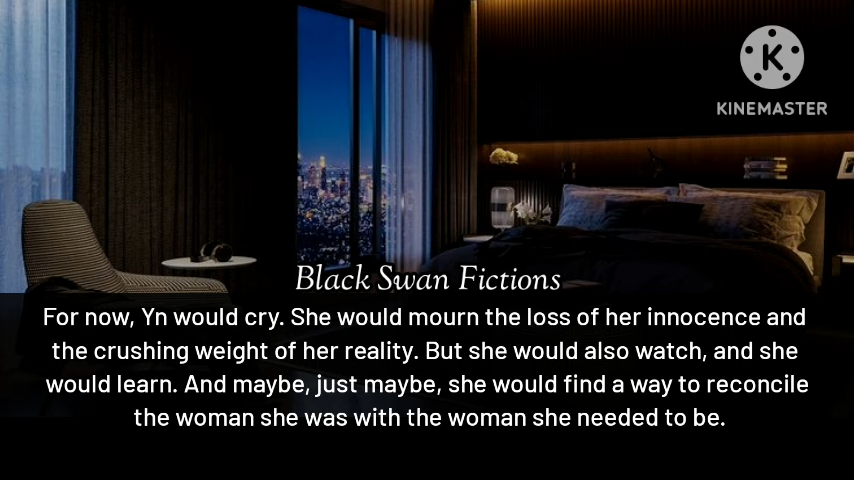 K
KINEMASTER
Black Swan Fictions
For now, Yn would cry. She would mourn the loss of her innocence and
the crushing weight of her reality. But she would also watch, and she
would learn. And maybe, just maybe, she would find a way to reconcile
the woman she was with the woman she needed to be.